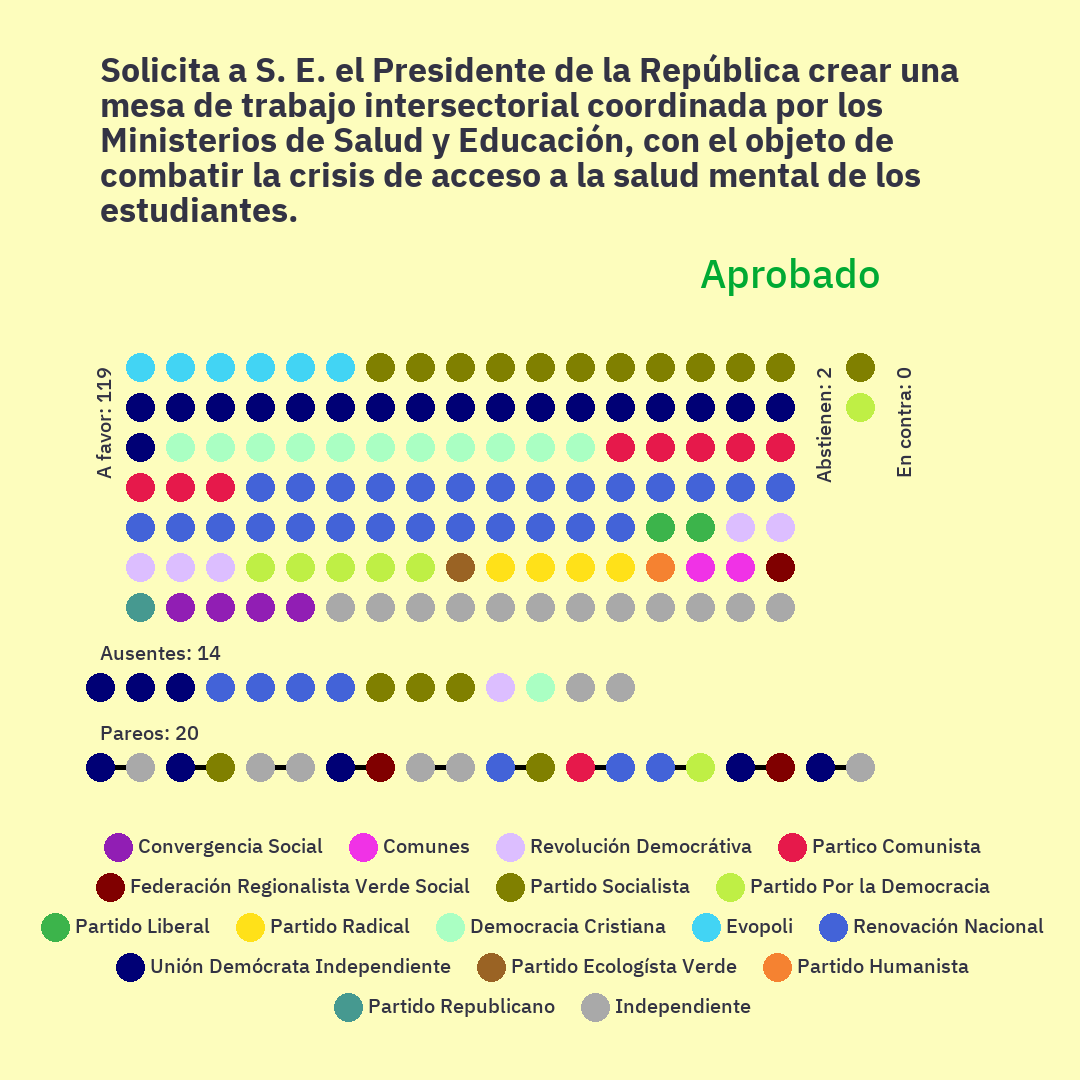 Solicita a S. E. el Presidente de la República crear una
mesa de trabajo intersectorial coordinada por los
Ministerios de Salud y Educación, con el objeto de
combatir la crisis de acceso a la salud mental de los
estudiantes.
Aprobado
A favor: 119
Abstienen: 2
En contra: 0
Ausentes: 14
Pareos: 20
Convergencia Social Comunes Revolución Democrátiva Partico Comunista
Federación Regionalista Verde Social Partido Socialista Partido Por la Democracia
Partido Liberal Partido Radical Democracia Cristiana Evopoli Renovación Nacional
Unión Demócrata Independiente Partido Ecologísta Verde Partido Humanista
Partido Republicano Independiente